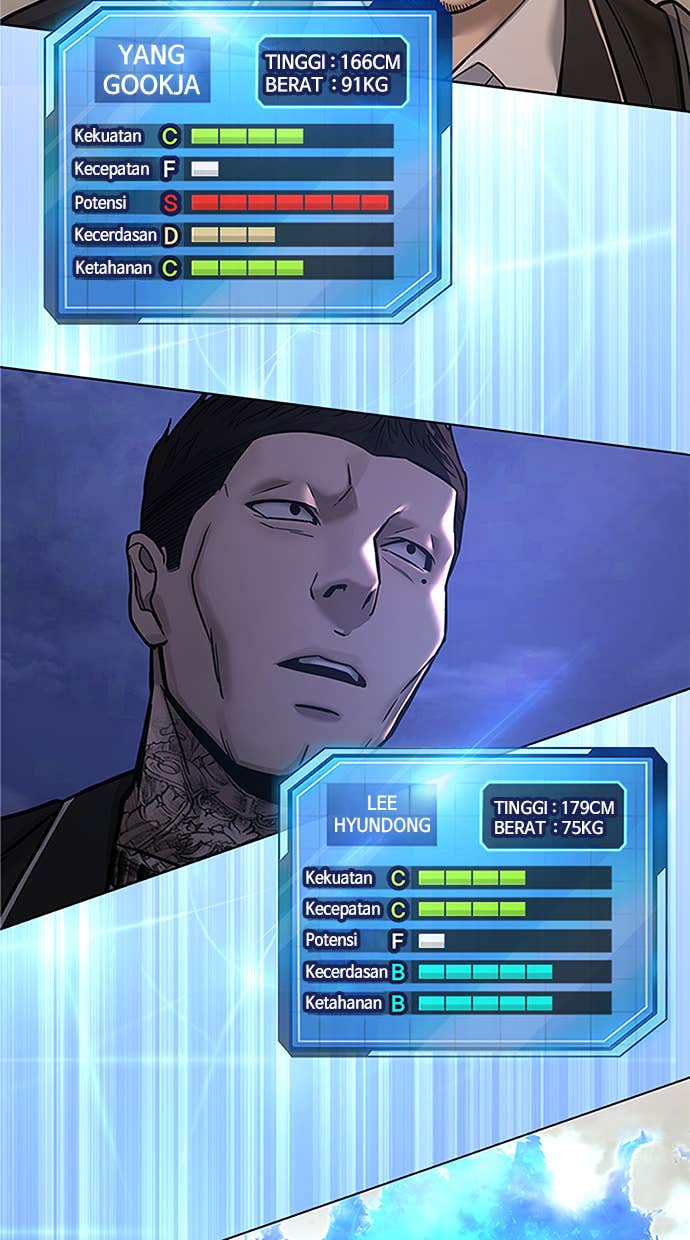 YANG
GOOKJA
TINGGI : 166CM
BERAT : 91KG
Kekuatan C
Kecepatan F
Potensi S
Kecerdasan D
Ketahanan C
LEE
HYUNDONG
TINGGI : 179CM
BERAT : 75KG
Kekuatan C
Kecepatan C
Potensi F
Kecerdasan B
Ketahanan B